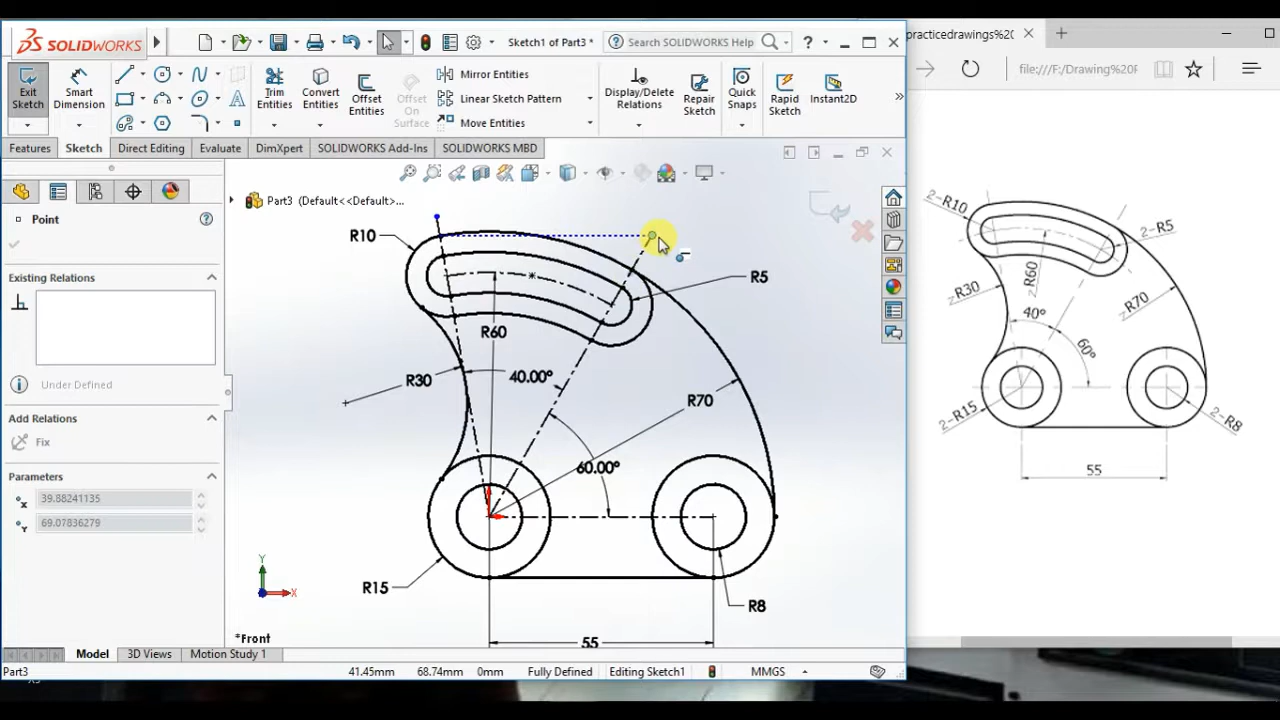 SOLIDWORKS
Sketch1 of Part3 *
Search SOLIDWORKS Help
?
Exit Sketch
Smart Dimension
Trim Entities
Convert Entities
Offset Entities
Offset On Surface
Mirror Entities
Linear Sketch Pattern
Move Entities
Display/Delete Relations
Repair Sketch
Quick Snaps
Rapid Sketch
Instant2D
Features
Sketch
Direct Editing
Evaluate
DimXpert
SOLIDWORKS Add-Ins
SOLIDWORKS MBD
Part3 (Default<<Default>...
Point
Existing Relations
Under Defined
Add Relations
Fix
Parameters
39.88241135
69.07836279
R10
R5
R60
R30
40.00°
R70
60.00°
R15
R8
55
Y
X
*Front
Model
3D Views
Motion Study 1
Part3
41.45mm
68.74mm
0mm
Fully Defined
Editing Sketch1
MMGS
practicedrawings%20
file:///F:/Drawing%20F
2-R10
2-R5
R60
R30
R70
40°
60°
2-R15
2-R8
55